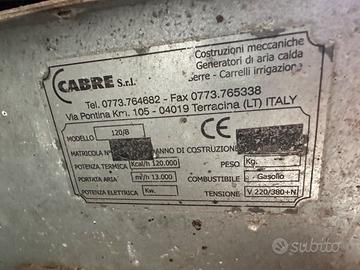 CABRE S.r.l.
Costruzioni meccaniche
Generatori di aria calda
Serre - Carrelli irrigazione
Tel. 0773.764682 - Fax 0773.765338
Via Pontina Km. 105 - 04019 Terracina (LT) ITALY
MODELLO 120/B
CE
MATRICOLA N° ANNO DI COSTRUZIONE
POTENZA TERMICA Kcal/h 120.000 PESO Kg.
PORTATA ARIA m³/h 13.000 COMBUSTIBILE Gasolio
POTENZA ELETTRICA Kw. TENSIONE V 220/380+N
subito